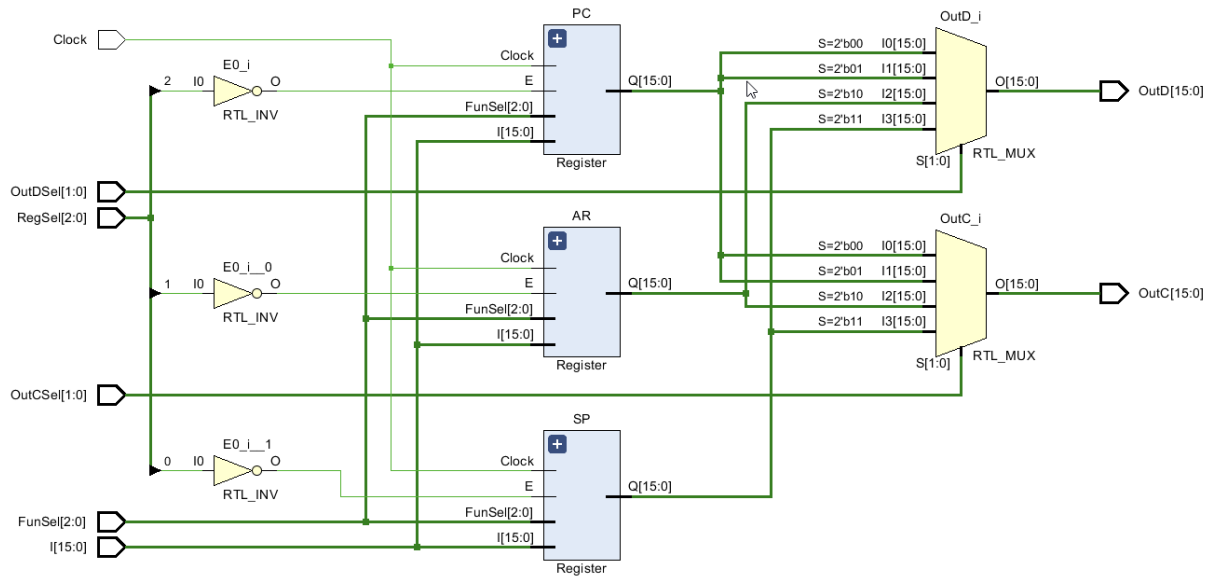 PC
OutD_i
Clock
Clock
S=2'b00 I0[15:0]
E0_i
S=2'b01 I1[15:0]
2 I0 O
E
Q[15:0]
O[15:0]
OutD[15:0]
S=2'b10 I2[15:0]
FunSel[2:0]
RTL_INV
S=2'b11 I3[15:0]
I[15:0]
Register
S[1:0]
RTL_MUX
OutDSel[1:0]
RegSel[2:0]
AR
OutC_i
Clock
S=2'b00 I0[15:0]
E0_i__0
S=2'b01 I1[15:0]
1 I0 O
E
Q[15:0]
O[15:0]
OutC[15:0]
S=2'b10 I2[15:0]
FunSel[2:0]
RTL_INV
S=2'b11 I3[15:0]
I[15:0]
Register
S[1:0]
RTL_MUX
OutCSel[1:0]
SP
E0_i__1
Clock
0 I0 O
E
Q[15:0]
RTL_INV
FunSel[2:0]
FunSel[2:0]
I[15:0]
I[15:0]
Register